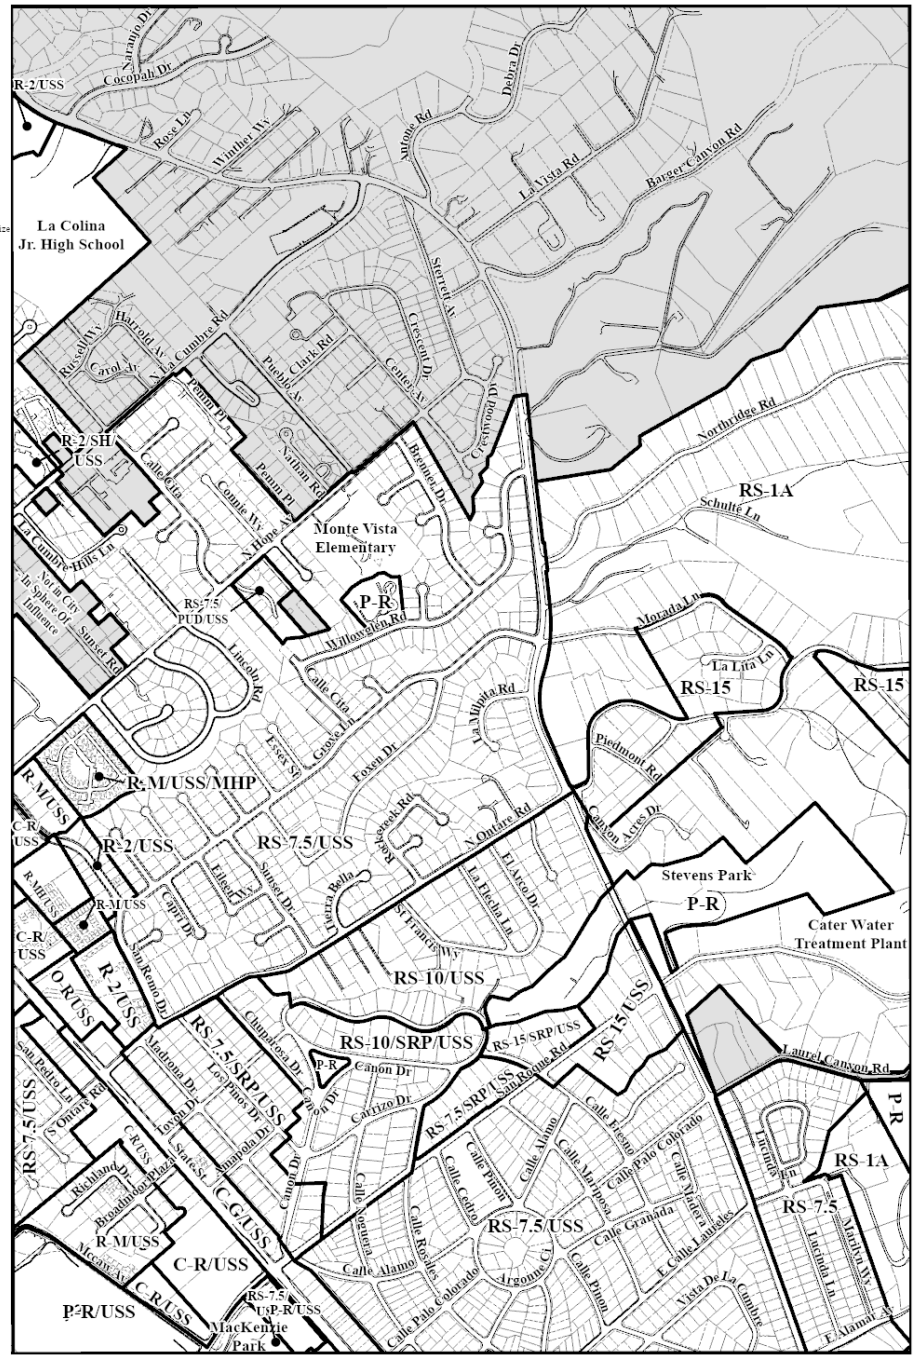 Naranjo Dr
Cocopah Dr
R-2/USS
Debra Dr
Rose Ln
Winther Wy
Antone Rd
La Vista Rd
Barger Canyon Rd
La Colina
Jr. High School
Sterrett Av
Russell Wy
Harrold Av
Carol Av
N La Cumbre Rd
Clark Rd
Pueblo Av
Crescent Dr
Center Av
Crestwood Dr
Penny Pl
Northridge Rd
R-2/SH/
USS
Calle Cita
Connie Wy
Nathan Rd
Penny Pl
Brenner Dr
N Hope Av
RS-1A
Schulte Ln
Monte Vista
Elementary
La Cumbre Hills Ln
Not in City
In Sphere Of
Influence
Sunset Rd
RS-7.5/
PUD/USS
P-R
Willowglen Rd
Morada Ln
La Lita Ln
RS-15
RS-15
Lincoln Rd
Calle Cita
Grove Ln
La Milpita Rd
Essex St
Foxen Dr
Piedmont Rd
R-M/USS
R-M/USS/MHP
Canyon
Acres Dr
C-R/
USS
R-2/USS
RS-7.5/USS
Rockcreek Rd
N Ontare Rd
Stevens Park
P-R
R-MH/USS
R-M/USS
Eileen Wy
Sunset Dr
Capri Dr
Tierra Bella
La Flecha Ln
El Arco Dr
St Francis Wy
Cater Water
Treatment Plant
C-R/
USS
San Remo Dr
RS-10/USS
O-R/USS
R-2/USS
RS-7.5/SRP/USS
Chuparosa Dr
RS-10/SRP/USS
RS-15/SRP/USS
RS-15/USS
Laurel Canyon Rd
P-R
Canon Dr
Canon Dr
San Roque Rd
San Pedro Ln
Madrona Dr
Los Pinos Dr
RS-7.5/USS
S Ontare Rd
Toyon Dr
Carrizo Dr
RS-7.5/SRP/USS
P-R
C-R/USS
State St
Amapola Dr
Calle Fresno
Calle Alamo
Calle Palo Colorado
Lucinda Ln
RS-1A
Richland Dr
Broadmoor Plaza
Canon Dr
Calle Cedro
Calle Pinon
Calle Mariposa
Calle Madera
R-M/USS
C-G/USS
Calle Noguera
Calle Rosales
RS-7.5/USS
Calle Granada
RS-7.5
Mccaw Av
C-R/USS
C-R/USS
Calle Alamo
Argonne Ci
E Calle Laureles
Lucinda Ln
Marilyn Wy
P-R/USS
P-R/USS
MacKenzie
Park
Calle Palo Colorado
Calle Pinon
Vista De La Cumbre
E Alamar Av